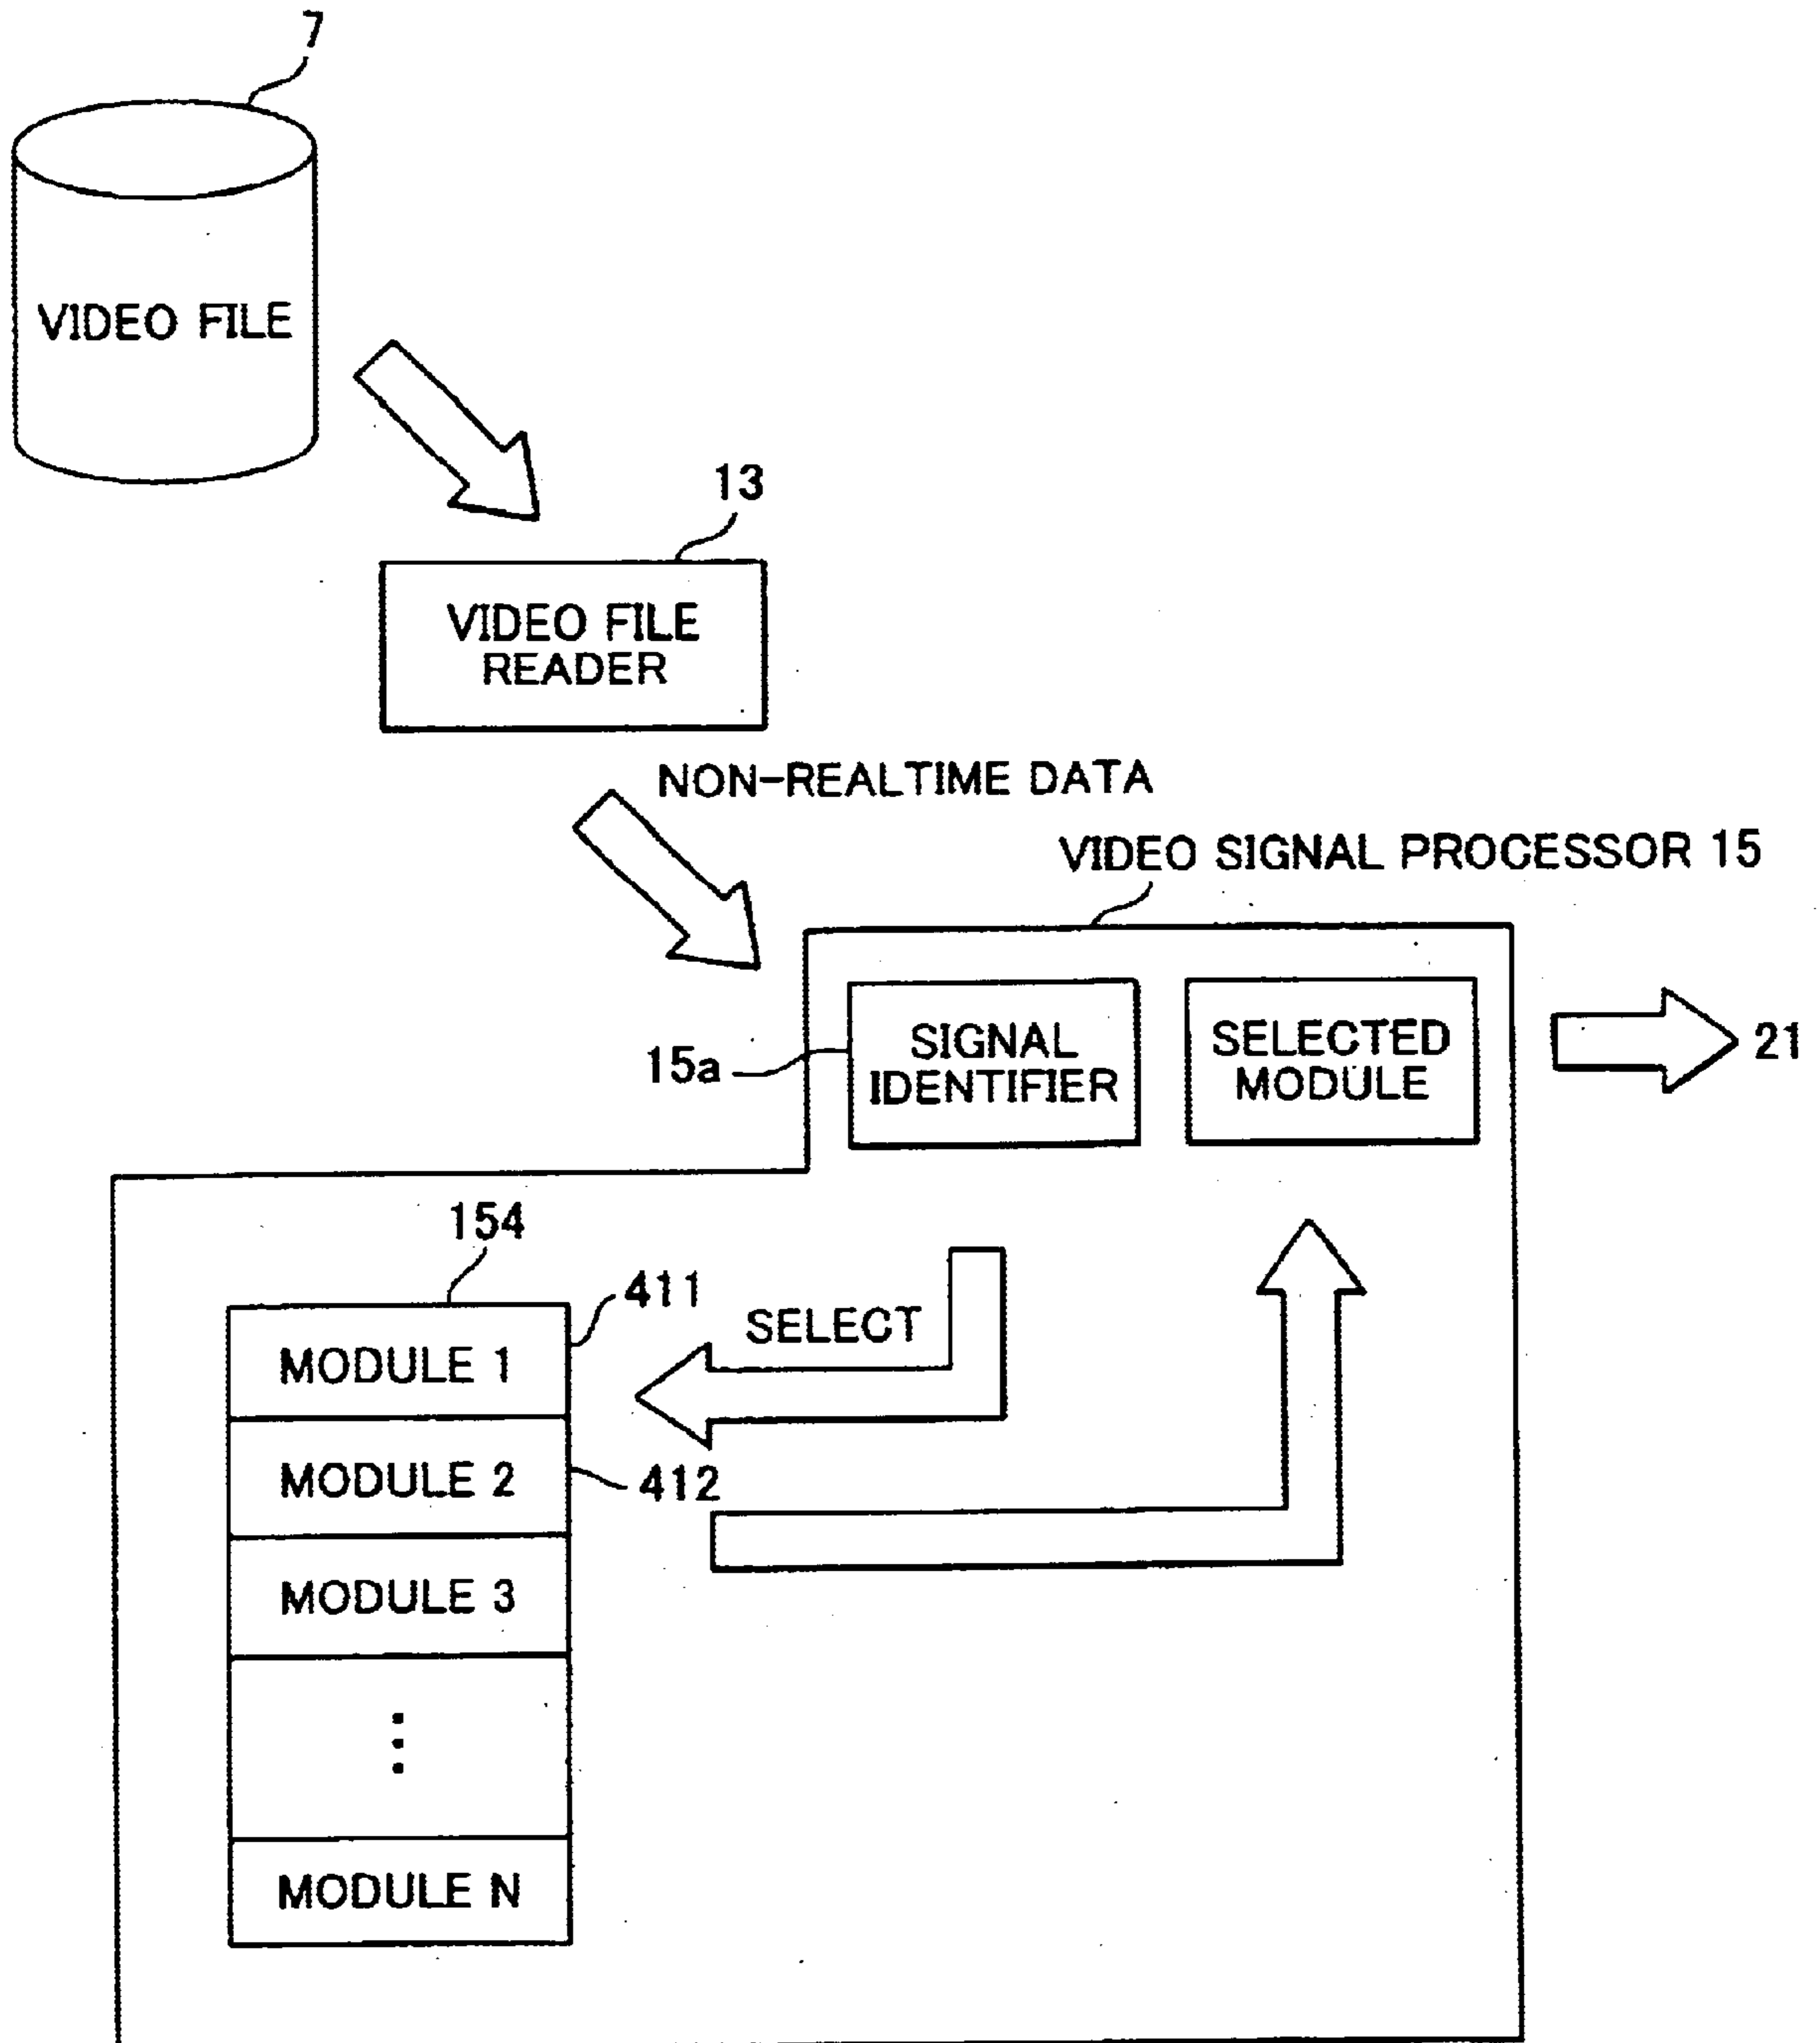 7
VIDEO FILE
13
VIDEO FILE
READER
NON-REALTIME DATA
VIDEO SIGNAL PROCESSOR 15
15a
SIGNAL
IDENTIFIER
SELECTED
MODULE
21
154
411
SELECT
MODULE 1
MODULE 2
412
MODULE 3
⋮
MODULE N